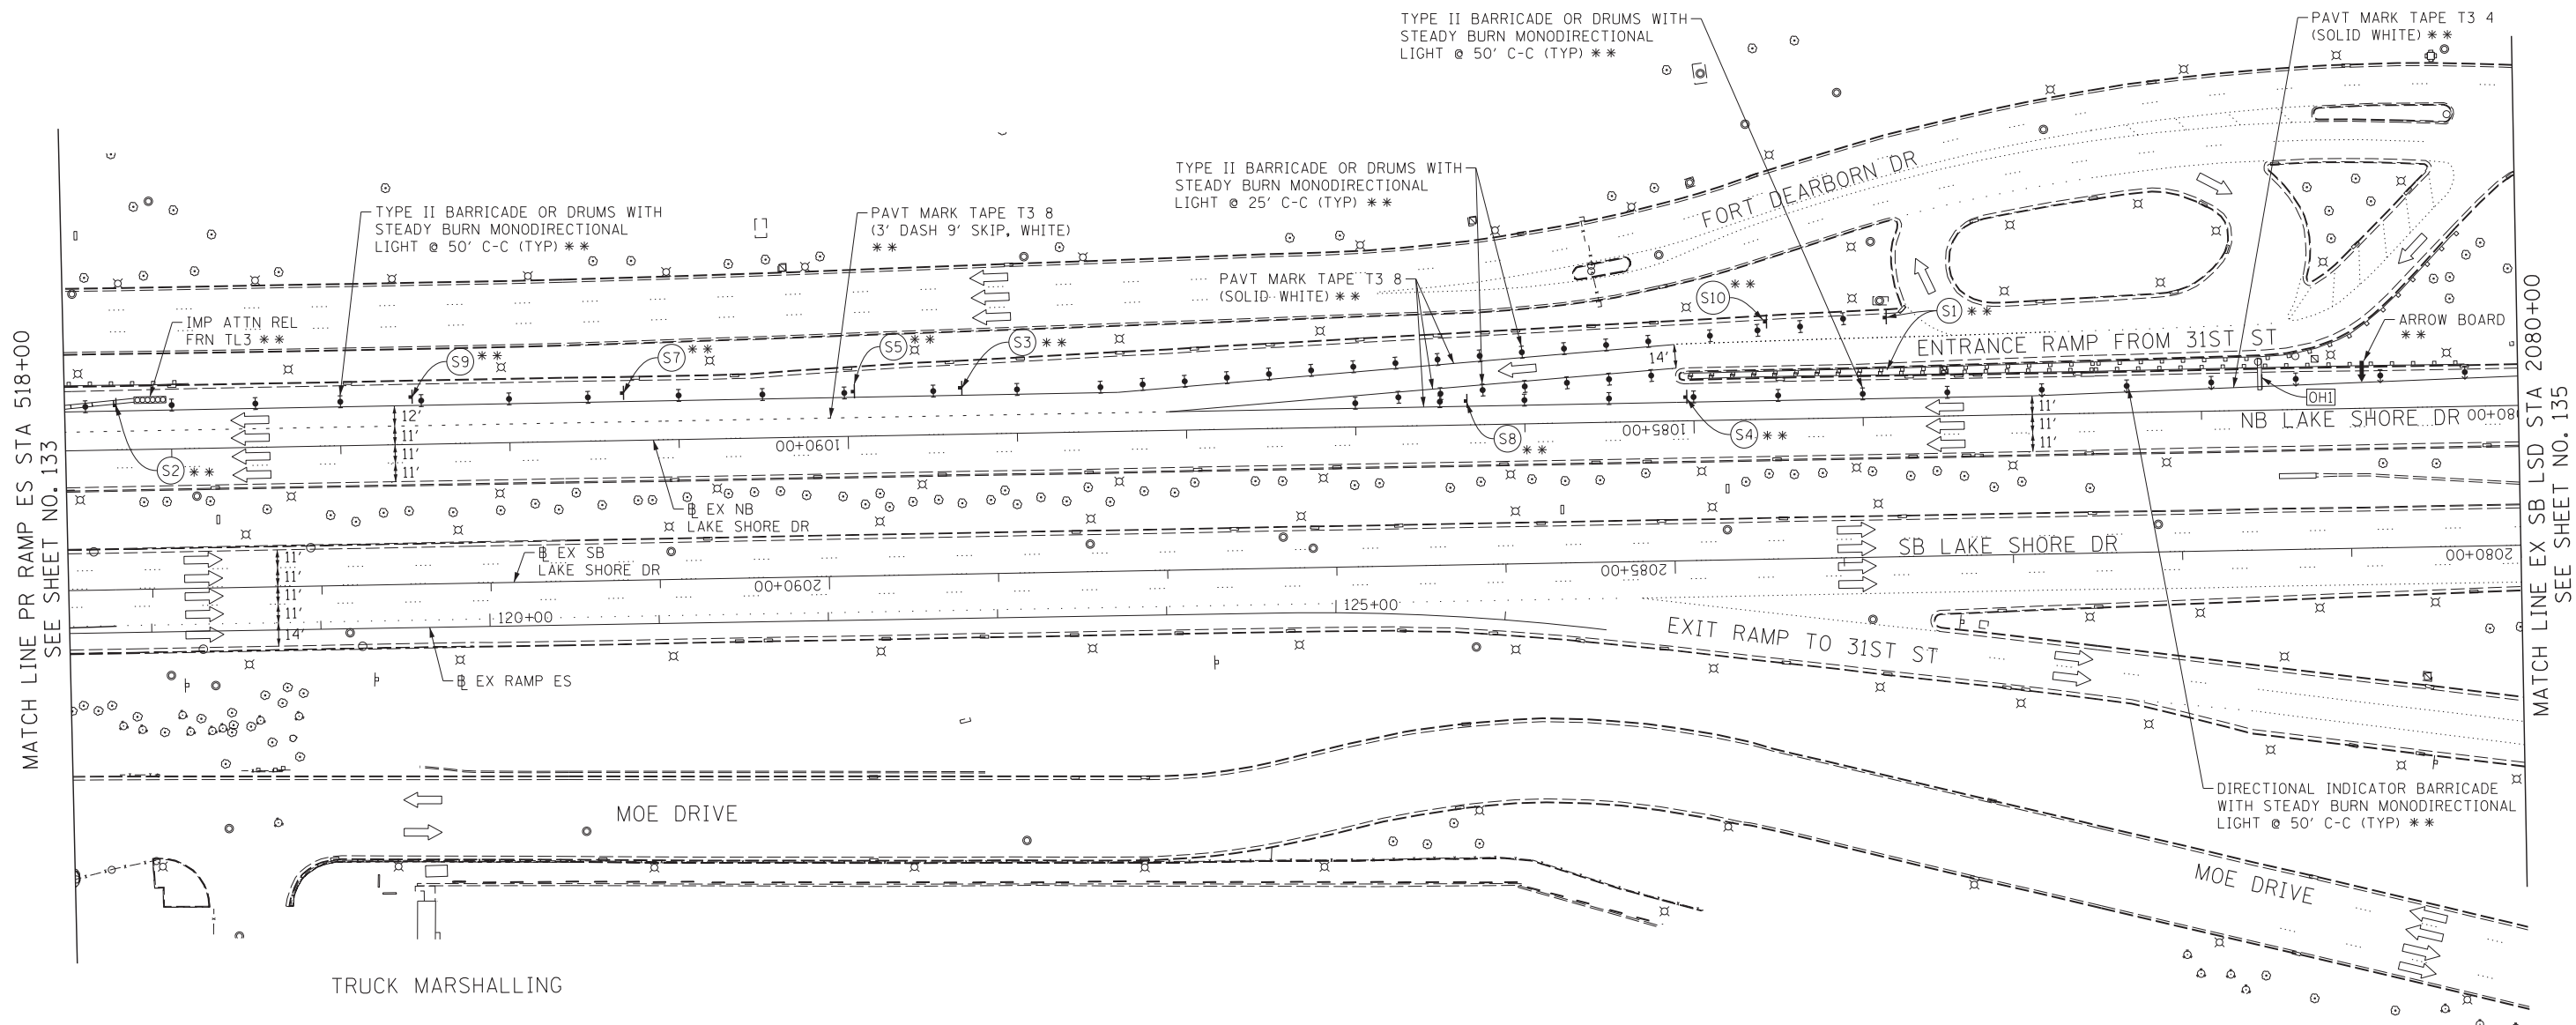 TYPE II BARRICADE OR DRUMS WITH
STEADY BURN MONODIRECTIONAL
LIGHT @ 50' C-C (TYP) **
PAVT MARK TAPE T3 4
(SOLID WHITE) **
TYPE II BARRICADE OR DRUMS WITH
STEADY BURN MONODIRECTIONAL
LIGHT @ 25' C-C (TYP) **
FORT DEARBORN DR
TYPE II BARRICADE OR DRUMS WITH
STEADY BURN MONODIRECTIONAL
LIGHT @ 50' C-C (TYP) **
PAVT MARK TAPE T3 8
(3' DASH 9' SKIP, WHITE)
**
PAVT MARK TAPE T3 8
(SOLID WHITE) **
S10 **
S1 **
IMP ATTN REL
FRN TL3 **
S9 **
S7 **
S5 **
S3 **
14'
ENTRANCE RAMP FROM 31ST ST
ARROW BOARD
**
OH1
12'
11'
11'
11'
S2 **
1090+00
S8 **
1085+00
S4 **
11'
11'
11'
NB LAKE SHORE DR
1080+00
B EX NB
LAKE SHORE DR
B EX SB
LAKE SHORE DR
11'
11'
11'
11'
14'
2090+00
2085+00
SB LAKE SHORE DR
2080+00
120+00
125+00
EXIT RAMP TO 31ST ST
B EX RAMP ES
MOE DRIVE
DIRECTIONAL INDICATOR BARRICADE
WITH STEADY BURN MONODIRECTIONAL
LIGHT @ 50' C-C (TYP) **
MOE DRIVE
TRUCK MARSHALLING
MATCH LINE PR RAMP ES STA 518+00
SEE SHEET NO. 133
MATCH LINE EX SB LSD STA 2080+00
SEE SHEET NO. 135